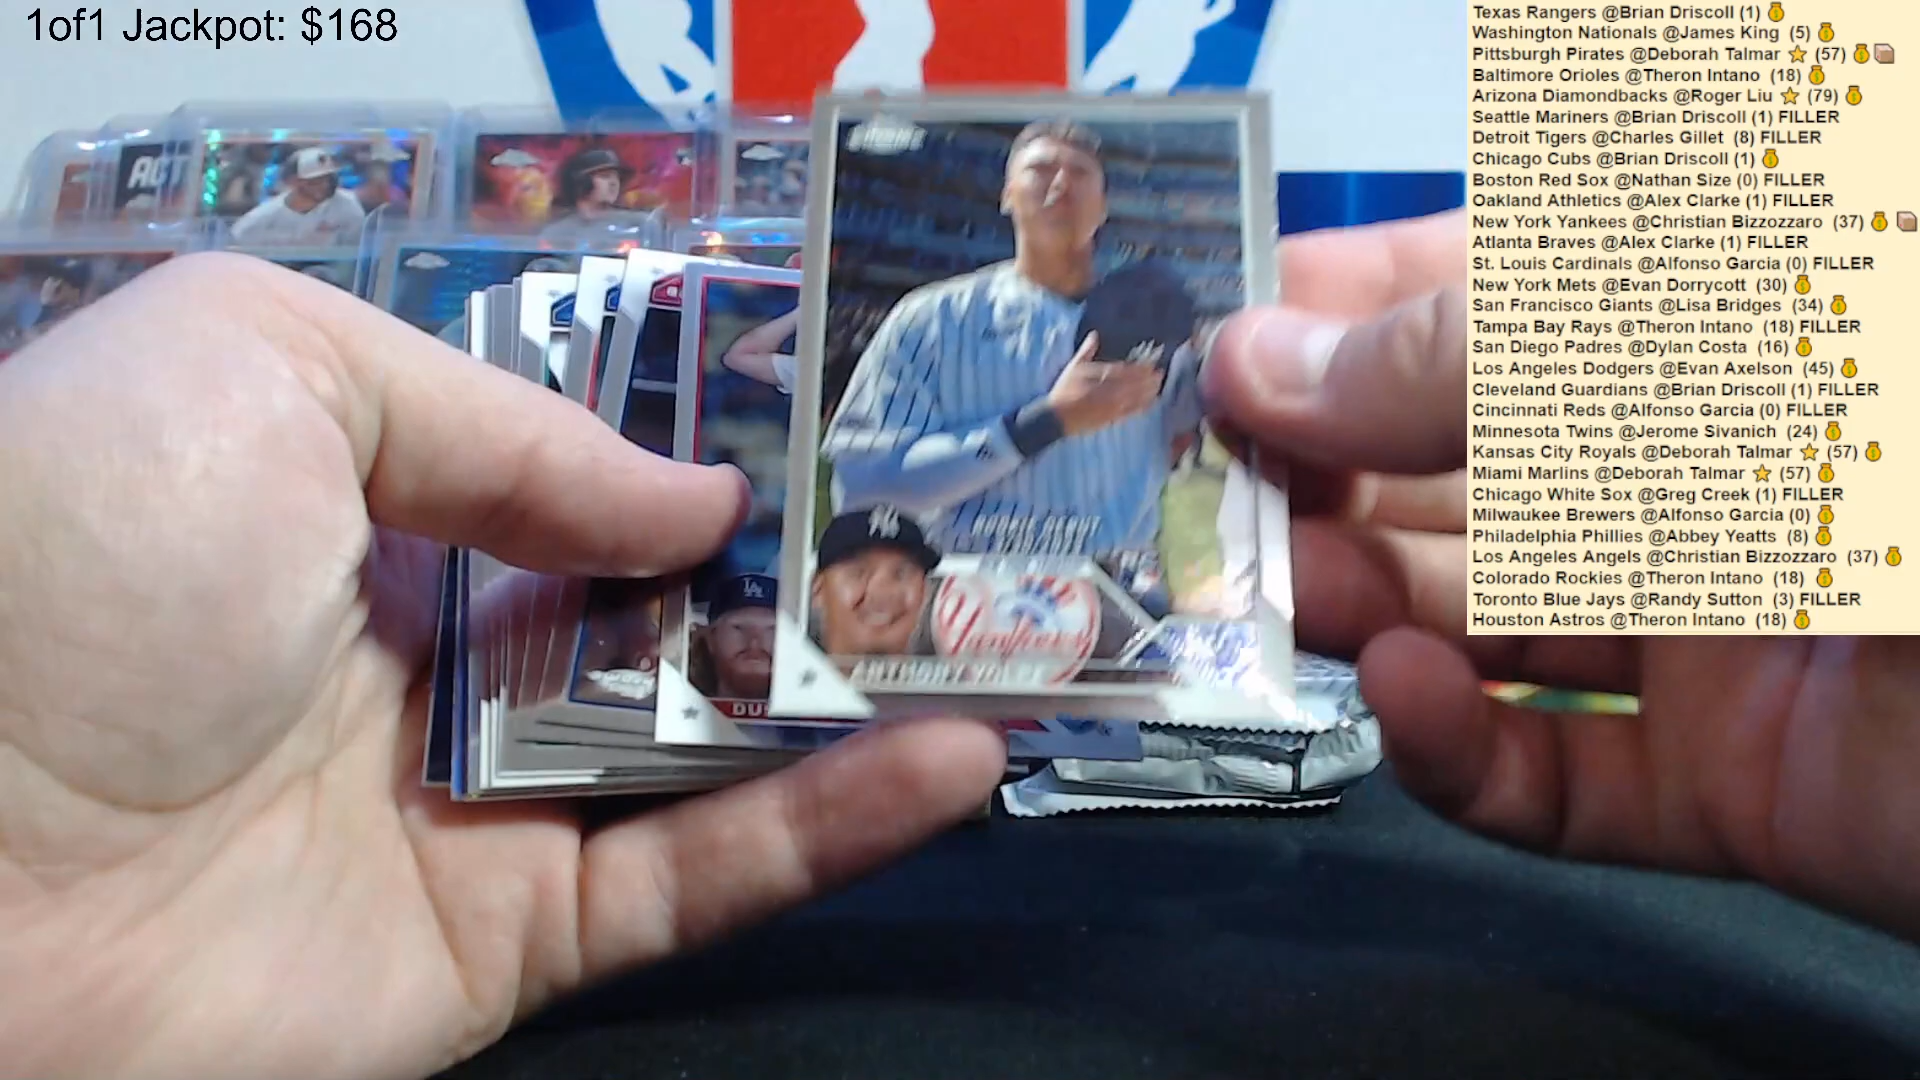 1of1 Jackpot: $168
Texas Rangers @Brian Driscoll (1)
Washington Nationals @James King (5)
Pittsburgh Pirates @Deborah Talmar (57)
Baltimore Orioles @Theron Intano (18)
Arizona Diamondbacks @Roger Liu (79)
Seattle Mariners @Brian Driscoll (1) FILLER
Detroit Tigers @Charles Gillet (8) FILLER
Chicago Cubs @Brian Driscoll (1)
Boston Red Sox @Nathan Size (0) FILLER
Oakland Athletics @Alex Clarke (1) FILLER
New York Yankees @Christian Bizzozzaro (37)
Atlanta Braves @Alex Clarke (1) FILLER
St. Louis Cardinals @Alfonso Garcia (0) FILLER
New York Mets @Evan Dorrycott (30)
San Francisco Giants @Lisa Bridges (34)
Tampa Bay Rays @Theron Intano (18) FILLER
San Diego Padres @Dylan Costa (16)
Los Angeles Dodgers @Evan Axelson (45)
Cleveland Guardians @Brian Driscoll (1) FILLER
Cincinnati Reds @Alfonso Garcia (0) FILLER
Minnesota Twins @Jerome Sivanich (24)
Kansas City Royals @Deborah Talmar (57)
Miami Marlins @Deborah Talmar (57)
Chicago White Sox @Greg Creek (1) FILLER
Milwaukee Brewers @Alfonso Garcia (0)
Philadelphia Phillies @Abbey Yeatts (8)
Los Angeles Angels @Christian Bizzozzaro (37)
Colorado Rockies @Theron Intano (18)
Toronto Blue Jays @Randy Sutton (3) FILLER
Houston Astros @Theron Intano (18)
ACT
ROOKIE DEBUT
Yankees
ANTHONY VOLPE
LA
DUS